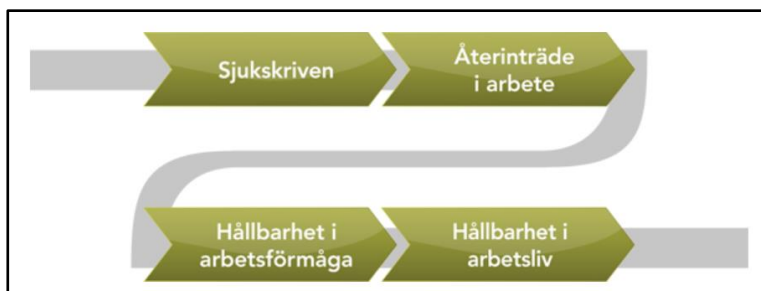 Sjukskriven
Återinträde
i arbete
Hållbarhet i
arbetsförmåga
Hållbarhet i
arbetsliv